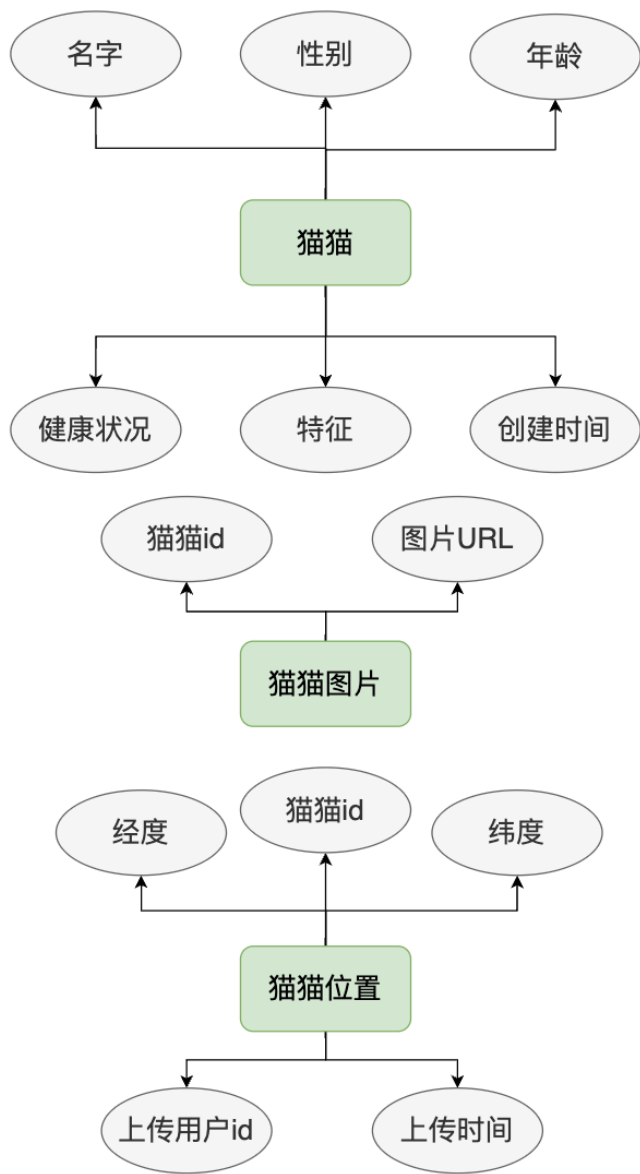 名字
性别
年龄
猫猫
健康状况
特征
创建时间
猫猫id
图片URL
猫猫图片
经度
猫猫id
纬度
猫猫位置
上传用户id
上传时间